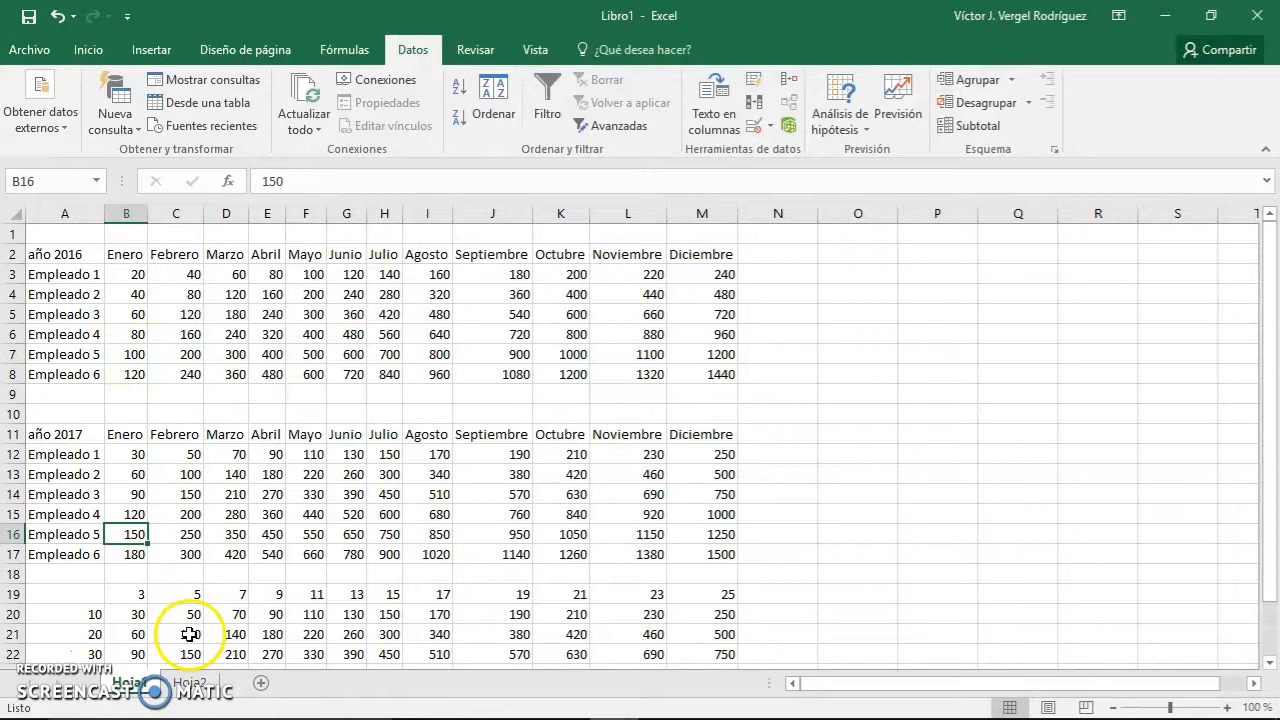 Libro1 - Excel
Víctor J. Vergel Rodríguez
Archivo Inicio Insertar Diseño de página Fórmulas Datos Revisar Vista ¿Qué desea hacer? Compartir
Obtener datos externos
Nueva consulta
Mostrar consultas
Desde una tabla
Fuentes recientes
Actualizar todo
Conexiones
Propiedades
Editar vínculos
Ordenar
Filtro
Borrar
Volver a aplicar
Avanzadas
Texto en columnas
Análisis de hipótesis
Previsión
Agrupar
Desagrupar
Subtotal
Obtener y transformar Conexiones Ordenar y filtrar Herramientas de datos Previsión Esquema
B16 fx 150
A B C D E F G H I J K L M N O P Q R S T
1
2 año 2016 Enero Febrero Marzo Abril Mayo Junio Julio Agosto Septiembre Octubre Noviembre Diciembre
3 Empleado 1 20 40 60 80 100 120 140 160 180 200 220 240
4 Empleado 2 40 80 120 160 200 240 280 320 360 400 440 480
5 Empleado 3 60 120 180 240 300 360 420 480 540 600 660 720
6 Empleado 4 80 160 240 320 400 480 560 640 720 800 880 960
7 Empleado 5 100 200 300 400 500 600 700 800 900 1000 1100 1200
8 Empleado 6 120 240 360 480 600 720 840 960 1080 1200 1320 1440
9
10
11 año 2017 Enero Febrero Marzo Abril Mayo Junio Julio Agosto Septiembre Octubre Noviembre Diciembre
12 Empleado 1 30 50 70 90 110 130 150 170 190 210 230 250
13 Empleado 2 60 100 140 180 220 260 300 340 380 420 460 500
14 Empleado 3 90 150 210 270 330 390 450 510 570 630 690 750
15 Empleado 4 120 200 280 360 440 520 600 680 760 840 920 1000
16 Empleado 5 150 250 350 450 550 650 750 850 950 1050 1150 1250
17 Empleado 6 180 300 420 540 660 780 900 1020 1140 1260 1380 1500
18
19 3 5 7 9 11 13 15 17 19 21 23 25
20 10 30 50 70 90 110 130 150 170 190 210 230 250
21 20 60 140 180 220 260 300 340 380 420 460 500
22 30 90 150 210 270 330 390 450 510 570 630 690 750
RECORDED WITH
SCREENCAST MATIC
Hoja2
Listo
100 %